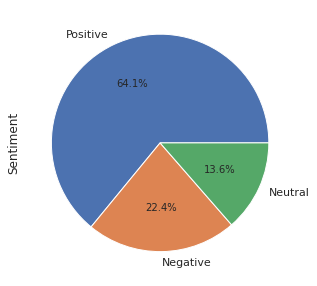 Positive
64.1%
Sentiment
13.6%
Neutral
22.4%
Negative